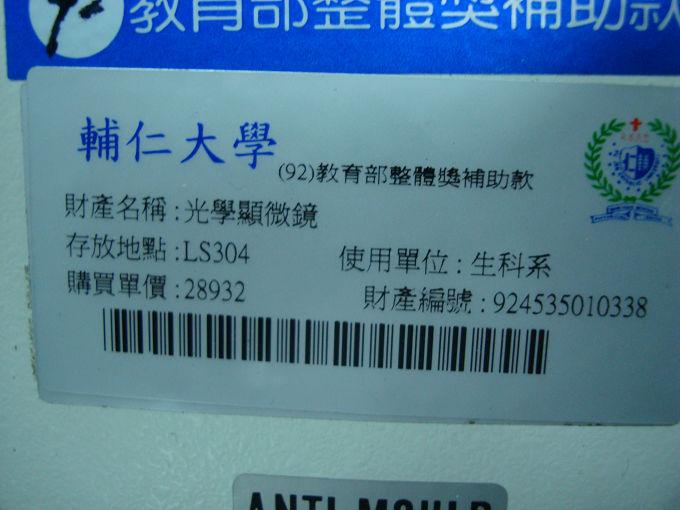 教育部整體獎補助款
輔仁大學
(92)教育部整體獎補助款
財產名稱:光學顯微鏡
存放地點:LS304
使用單位:生科系
購買單價:28932
財產編號:924535010338
ANTI-MOULD